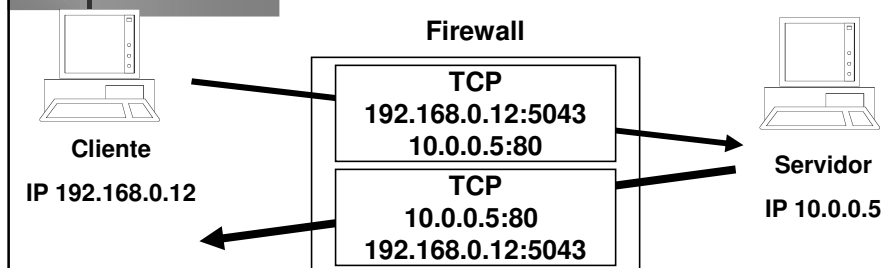 Firewall
TCP
192.168.0.12:5043
10.0.0.5:80
Cliente
IP 192.168.0.12
TCP
10.0.0.5:80
192.168.0.12:5043
Servidor
IP 10.0.0.5